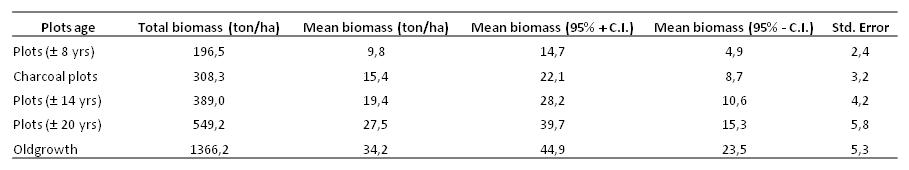 Plots age Total biomass (ton/ha) Mean biomass (ton/ha) Mean biomass (95% + C.I.) Mean biomass (95% - C.I.) Std. Error
Plots (± 8 yrs) 196,5 9,8 14,7 4,9 2,4
Charcoal plots 308,3 15,4 22,1 8,7 3,2
Plots (± 14 yrs) 389,0 19,4 28,2 10,6 4,2
Plots (± 20 yrs) 549,2 27,5 39,7 15,3 5,8
Oldgrowth 1366,2 34,2 44,9 23,5 5,3